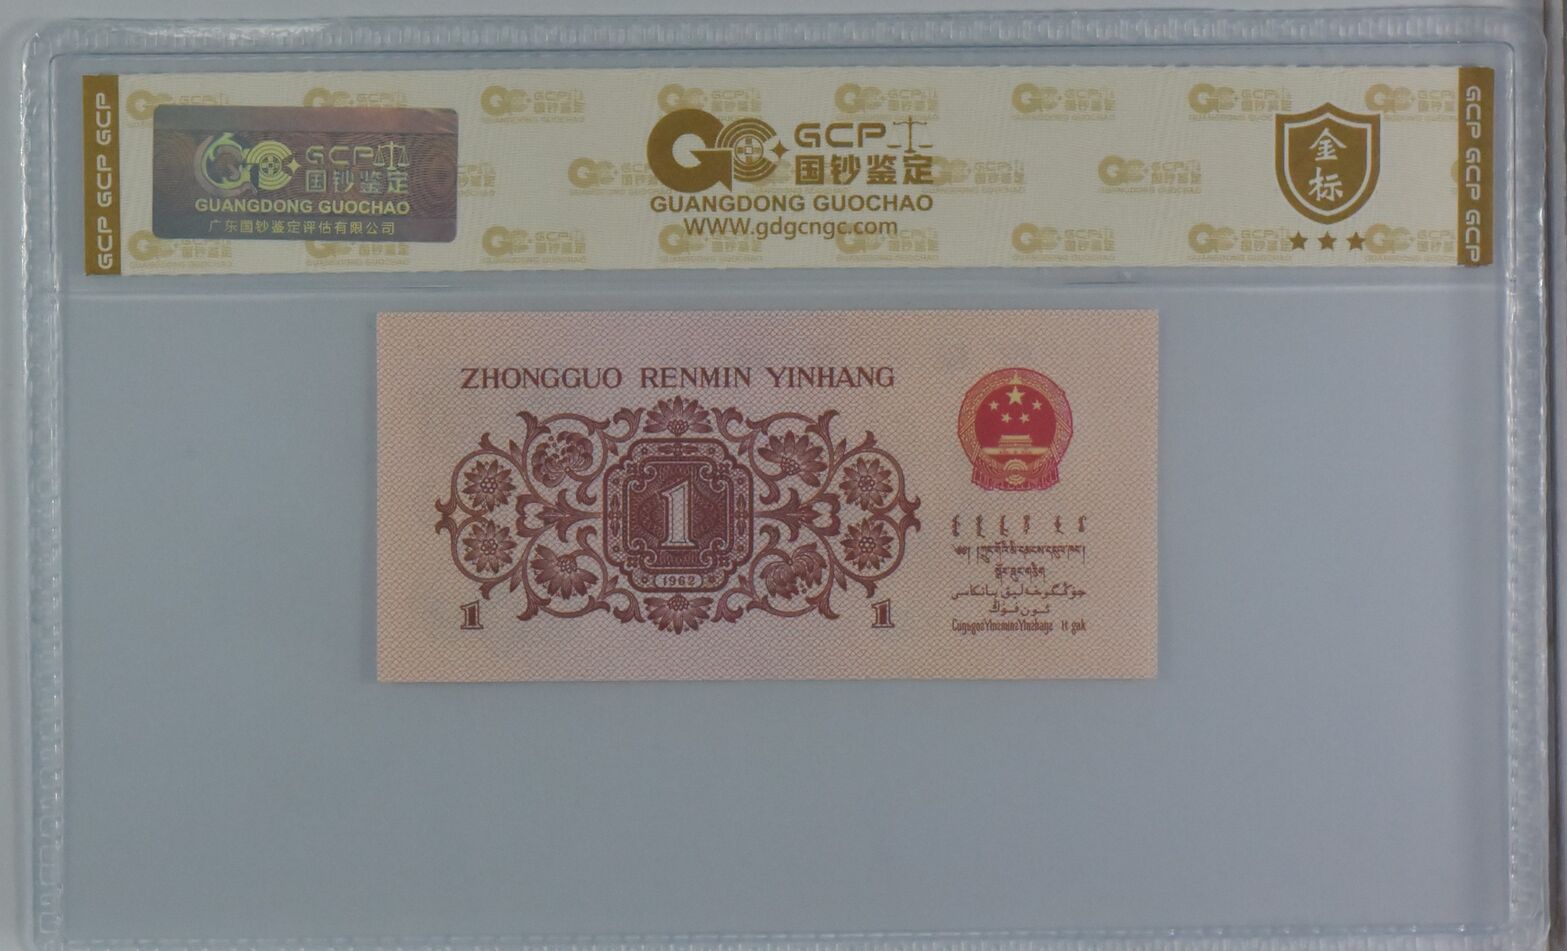 GCP GCP GCP
GCP
国钞鉴定
GUANGDONG GUOCHAO
广东国钞鉴定评估有限公司
GCP
国钞鉴定
GUANGDONG GUOCHAO
WWW.gdgcngc.com
金标
GCP GCP GCP
ZHONGGUO RENMIN YINHANG
1
1962
1
1